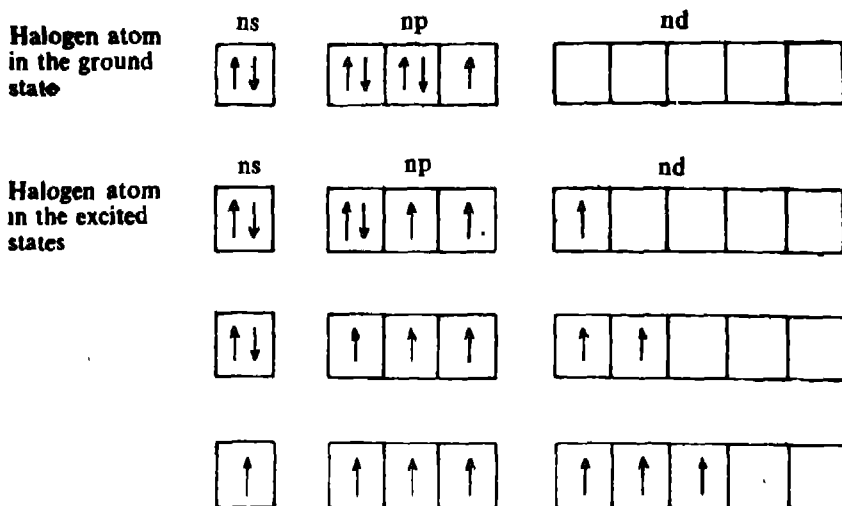 Halogen atom
in the ground
state
ns np nd
Halogen atom
in the excited
states
ns np nd